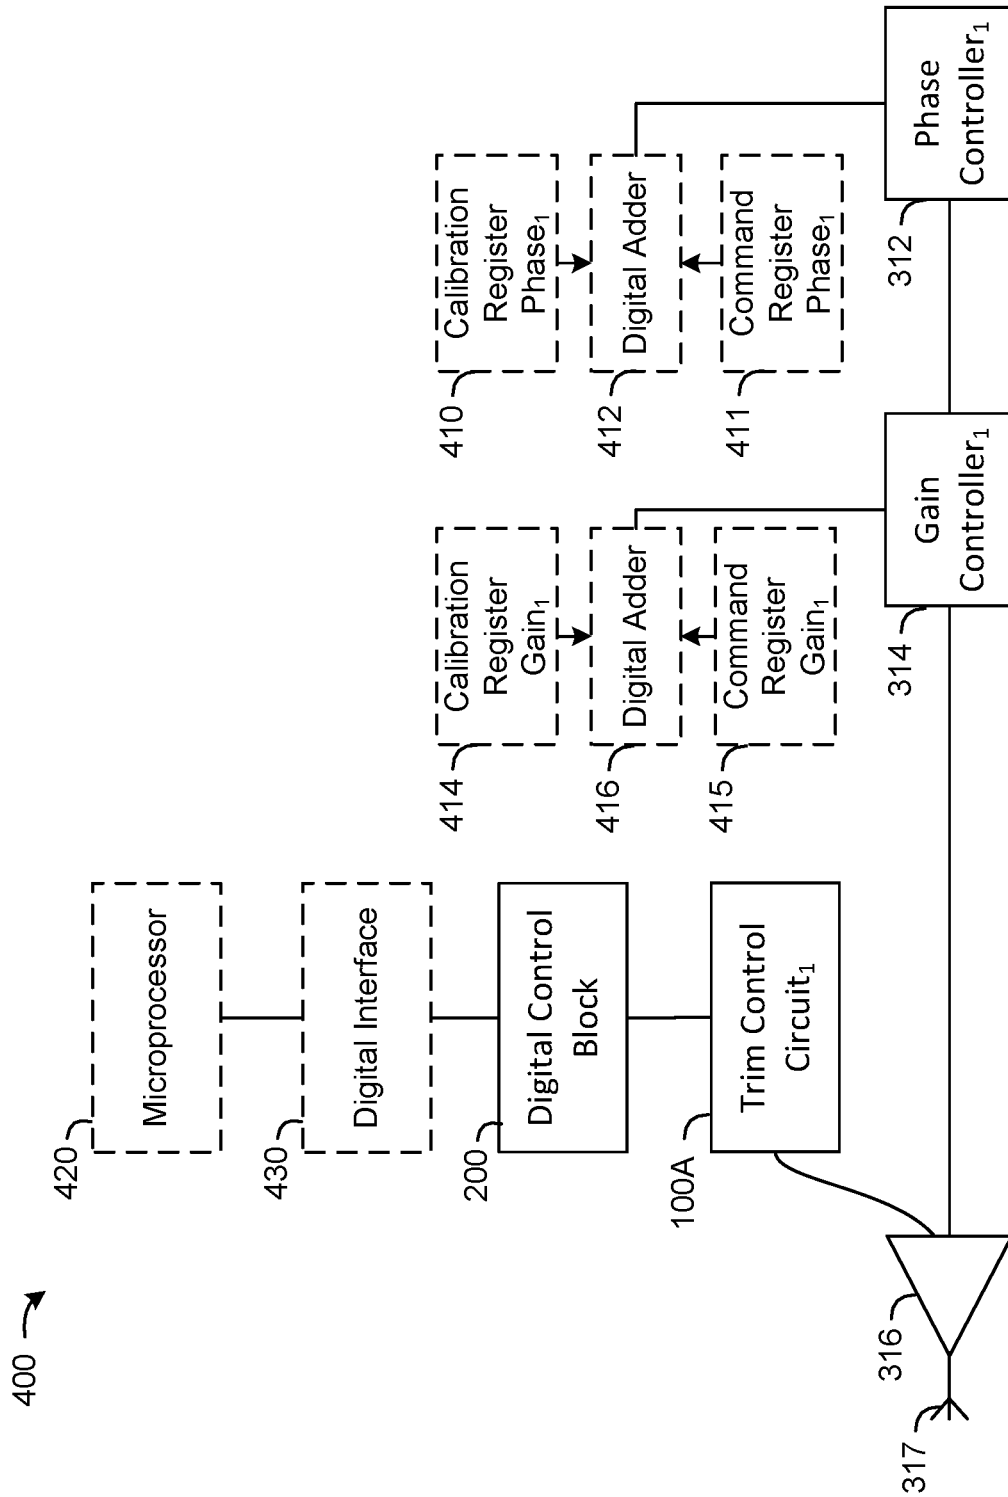 400
420
Microprocessor
430
Digital Interface
200
Digital Control
Block
100A
Trim Control
Circuit₁
414
Calibration
Register
Gain₁
416
Digital Adder
415
Command
Register
Gain₁
410
Calibration
Register
Phase₁
412
Digital Adder
411
Command
Register
Phase₁
317
316
314
Gain
Controller₁
312
Phase
Controller₁